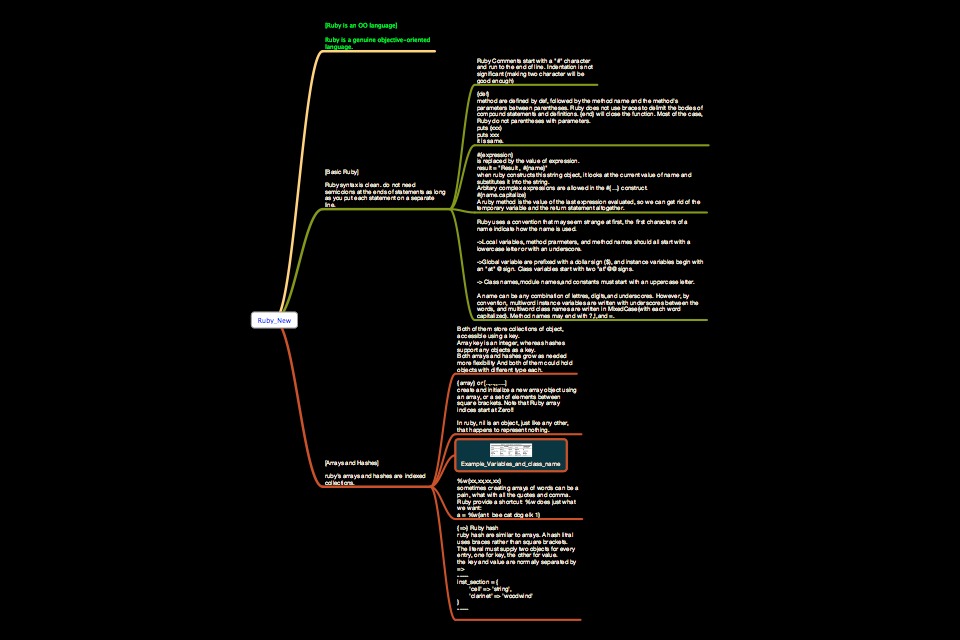 [Ruby is an OO language]
Ruby is a genuine objective-oriented
language.
Ruby Comments start with a "#" character
and run to the end of line. Indentation is not
significant(making two character will be
good enough)
(def)
method are defined by def, followed by the method name and the method's
parameters between parentheses. Ruby does not use braces to delimit the bodies of
compound statements and definitions. (end) will close the function. Most of the case,
Ruby do not parentheses with parameters.
puts (xxx)
puts xxx
it is same.
[Basic Ruby]
Ruby syntax is clean. do not need
semicolons at the ends of statements as long
as you put each statement on a separate
line.
#{expression}
is replaced by the value of expression.
result = "Result , #{name}"
when ruby constructs this string object, it looks at the current value of name and
substitutes it into the string.
Arbitary complex expressions are allowed in the #{...} construct.
#{name.capitalize}
A ruby method is the value of the last expression evaluated, so we can get rid of the
temporary variable and the return statement altogether.
Ruby uses a convention that may seem strange at first, the first characters of a
name indicate how the name is used.
->Local variables, method prameters, and method names should all start with a
lowercase letter or with an underscore.
->Global variable are prefixed with a dollar sign ($), and instance variables begin with
an "at" @ sign. Class variables start with two "at"@@ signs.
-> Class names,module names,and constants must start with an uppercase letter.
A name can be any combination of lettres, digits,and underscores. However, by
convention, multiword instance variables are written with underscores between the
words, and multiword class names are written in MixedCase(with each word
capitalized). Method names may end with ?,!,and =.
Ruby_New
Both of them store collections of object,
accessible using a key.
Array key is an integer, whereas hashes
support any objects as a key.
Both arrays and hashes grow as needed
more flexibility And both of them could hold
objects with different type each.
create and initialize a new array object using
an array, or a set of elements between
square brackets. Note that Ruby array
indices start at Zero!!
In ruby, nil is an object, just like any other,
that happens to represent nothing.
Example_Variables_and_class_name
[Arrays and Hashes]
ruby's arrays and hashes are indexed
collections.
%w{xx,xx,xx,xx}
sometimes creating arrays of words can be a
pain, what with all the quotes and comma.
Ruby provide a shortcut: %w does just what
we want:
a = %w{ant bee cat dog elk 1}
{=>} Ruby hash
ruby hash are similar to arrays. A hash litral
uses braces rather than square brackets.
The literal must supply two objects for every
entry, one for key, the other for value.
the key and value are normally separated by
=>
inst_section = {
'cell' => 'string',
'clarinet' => 'woodwind'
}